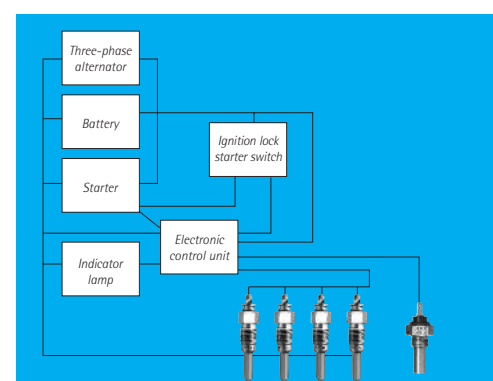 Three-phase
alternator
Battery
Ignition lock
starter switch
Starter
Electronic
control unit
Indicator
lamp